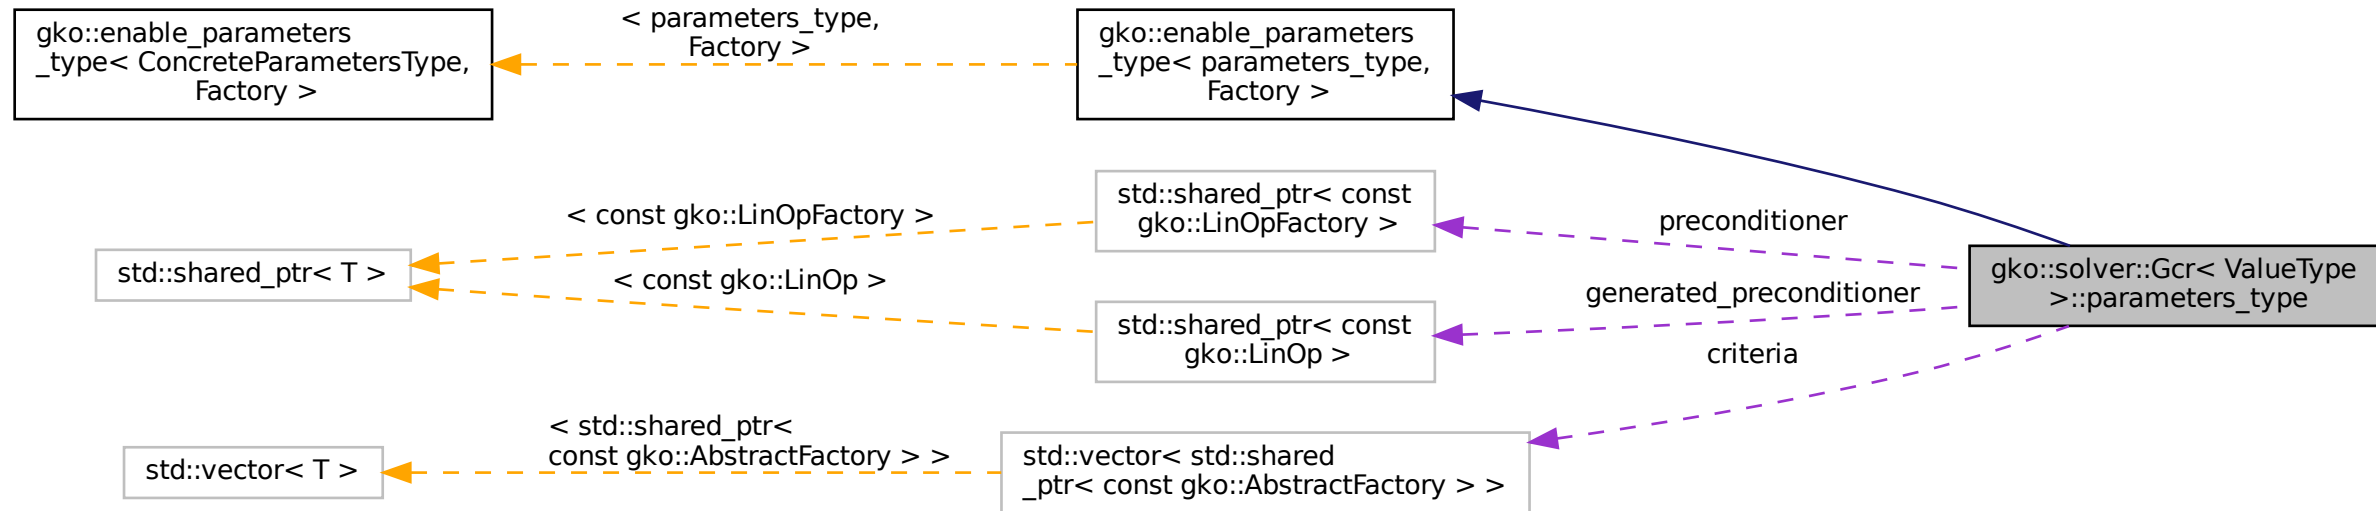 gko::enable_parameters
_type< ConcreteParametersType,
Factory >
< parameters_type,
Factory >
gko::enable_parameters
_type< parameters_type,
Factory >
std::shared_ptr< T >
< const gko::LinOpFactory >
< const gko::LinOp >
std::shared_ptr< const
gko::LinOpFactory >
std::shared_ptr< const
gko::LinOp >
preconditioner
generated_preconditioner
criteria
gko::solver::Gcr< ValueType
>::parameters_type
std::vector< T >
< std::shared_ptr<
const gko::AbstractFactory > >
std::vector< std::shared
_ptr< const gko::AbstractFactory > >